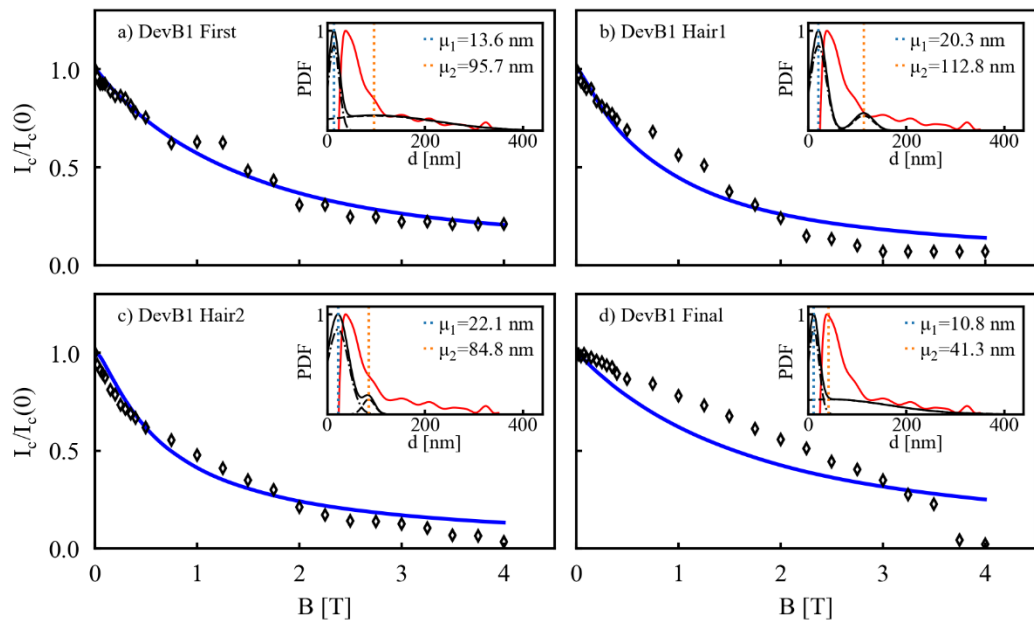 a) DevB1 First
1
PDF
μ1=13.6 nm
μ2=95.7 nm
0 200 400
d [nm]
1.0
0.5
0.0
Ic/Ic(0)
b) DevB1 Hair1
1
PDF
μ1=20.3 nm
μ2=112.8 nm
0 200 400
d [nm]
c) DevB1 Hair2
1
PDF
μ1=22.1 nm
μ2=84.8 nm
0 200 400
d [nm]
1.0
0.5
0.0
Ic/Ic(0)
0 1 2 3 4
B [T]
d) DevB1 Final
1
PDF
μ1=10.8 nm
μ2=41.3 nm
0 200 400
d [nm]
0 1 2 3 4
B [T]